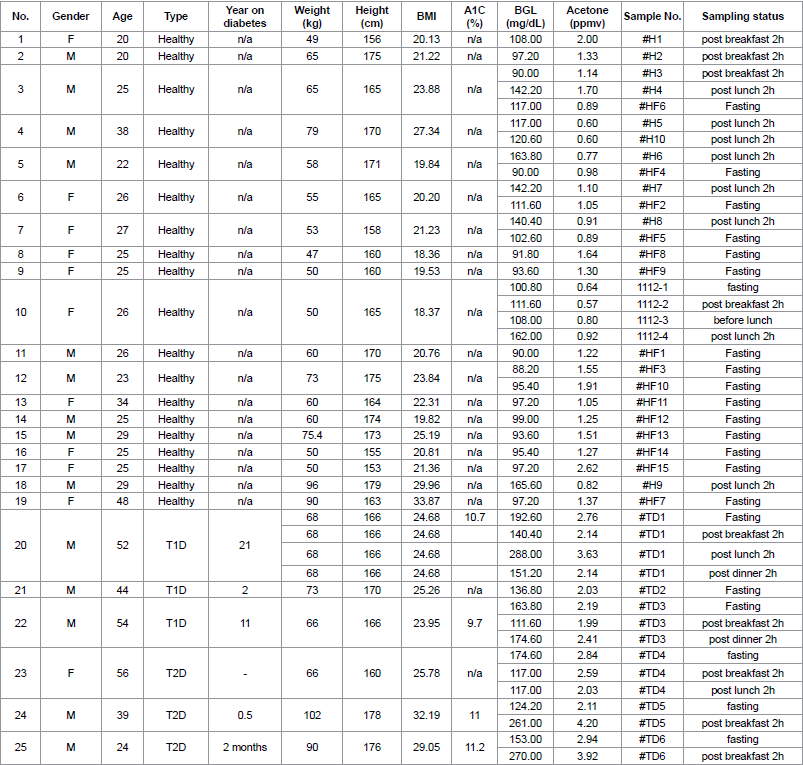 No. Gender Age Type Year on diabetes Weight (kg) Height (cm) BMI A1C (%) BGL (mg/dL) Acetone (ppmv) Sample No. Sampling status
1 F 20 Healthy n/a 49 156 20.13 n/a 108.00 2.00 #H1 post breakfast 2h
2 M 20 Healthy n/a 65 175 21.22 n/a 97.20 1.33 #H2 post breakfast 2h
3 M 25 Healthy n/a 65 165 23.88 n/a 90.00 1.14 #H3 post breakfast 2h
142.20 1.70 #H4 post lunch 2h
117.00 0.89 #HF6 Fasting
4 M 38 Healthy n/a 79 170 27.34 n/a 117.00 0.60 #H5 post lunch 2h
120.60 0.60 #H10 post lunch 2h
5 M 22 Healthy n/a 58 171 19.84 n/a 163.80 0.77 #H6 post lunch 2h
90.00 0.98 #HF4 Fasting
6 F 26 Healthy n/a 55 165 20.20 n/a 142.20 1.10 #H7 post lunch 2h
111.60 1.05 #HF2 Fasting
7 F 27 Healthy n/a 53 158 21.23 n/a 140.40 0.91 #H8 post lunch 2h
102.60 0.89 #HF5 Fasting
8 F 25 Healthy n/a 47 160 18.36 n/a 91.80 1.64 #HF8 Fasting
9 F 25 Healthy n/a 50 160 19.53 n/a 93.60 1.30 #HF9 Fasting
10 F 26 Healthy n/a 50 165 18.37 n/a 100.80 0.64 1112-1 fasting
111.60 0.57 1112-2 post breakfast 2h
108.00 0.80 1112-3 before lunch
162.00 0.92 1112-4 post lunch 2h
11 M 26 Healthy n/a 60 170 20.76 n/a 90.00 1.22 #HF1 Fasting
12 M 23 Healthy n/a 73 175 23.84 n/a 88.20 1.55 #HF3 Fasting
95.40 1.91 #HF10 Fasting
13 F 34 Healthy n/a 60 164 22.31 n/a 97.20 1.05 #HF11 Fasting
14 M 25 Healthy n/a 60 174 19.82 n/a 99.00 1.25 #HF12 Fasting
15 M 29 Healthy n/a 75.4 173 25.19 n/a 93.60 1.51 #HF13 Fasting
16 F 25 Healthy n/a 50 155 20.81 n/a 95.40 1.27 #HF14 Fasting
17 F 25 Healthy n/a 50 153 21.36 n/a 97.20 2.62 #HF15 Fasting
18 M 29 Healthy n/a 96 179 29.96 n/a 165.60 0.82 #H9 post lunch 2h
19 F 48 Healthy n/a 90 163 33.87 n/a 97.20 1.37 #HF7 Fasting
20 M 52 T1D 21 68 166 24.68 10.7 192.60 2.76 #TD1 Fasting
68 166 24.68 140.40 2.14 #TD1 post breakfast 2h
68 166 24.68 288.00 3.63 #TD1 post lunch 2h
68 166 24.68 151.20 2.14 #TD1 post dinner 2h
21 M 44 T1D 2 73 170 25.26 n/a 136.80 2.03 #TD2 Fasting
22 M 54 T1D 11 66 166 23.95 9.7 163.80 2.19 #TD3 Fasting
111.60 1.99 #TD3 post breakfast 2h
174.60 2.41 #TD3 post dinner 2h
23 F 56 T2D - 66 160 25.78 n/a 174.60 2.84 #TD4 fasting
117.00 2.59 #TD4 post breakfast 2h
117.00 2.03 #TD4 post lunch 2h
24 M 39 T2D 0.5 102 178 32.19 11 124.20 2.11 #TD5 fasting
261.00 4.20 #TD5 post breakfast 2h
25 M 24 T2D 2 months 90 176 29.05 11.2 153.00 2.94 #TD6 fasting
270.00 3.92 #TD6 post breakfast 2h